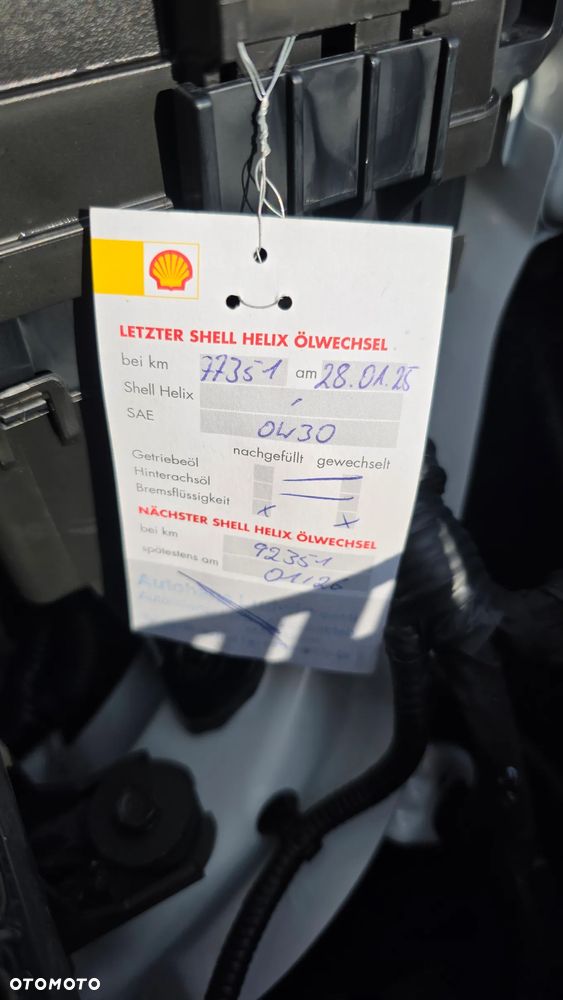 LETZTER SHELL HELIX ÖLWECHSEL
bei km 77351 am 28.01.25
Shell Helix
SAE 0W30
nachgefüllt gewechselt
Getriebeöl
Hinterachsöl
Bremsflüssigkeit x x
NÄCHSTER SHELL HELIX ÖLWECHSEL
bei km 92351
spätestens am 01.26
OTOMOTO